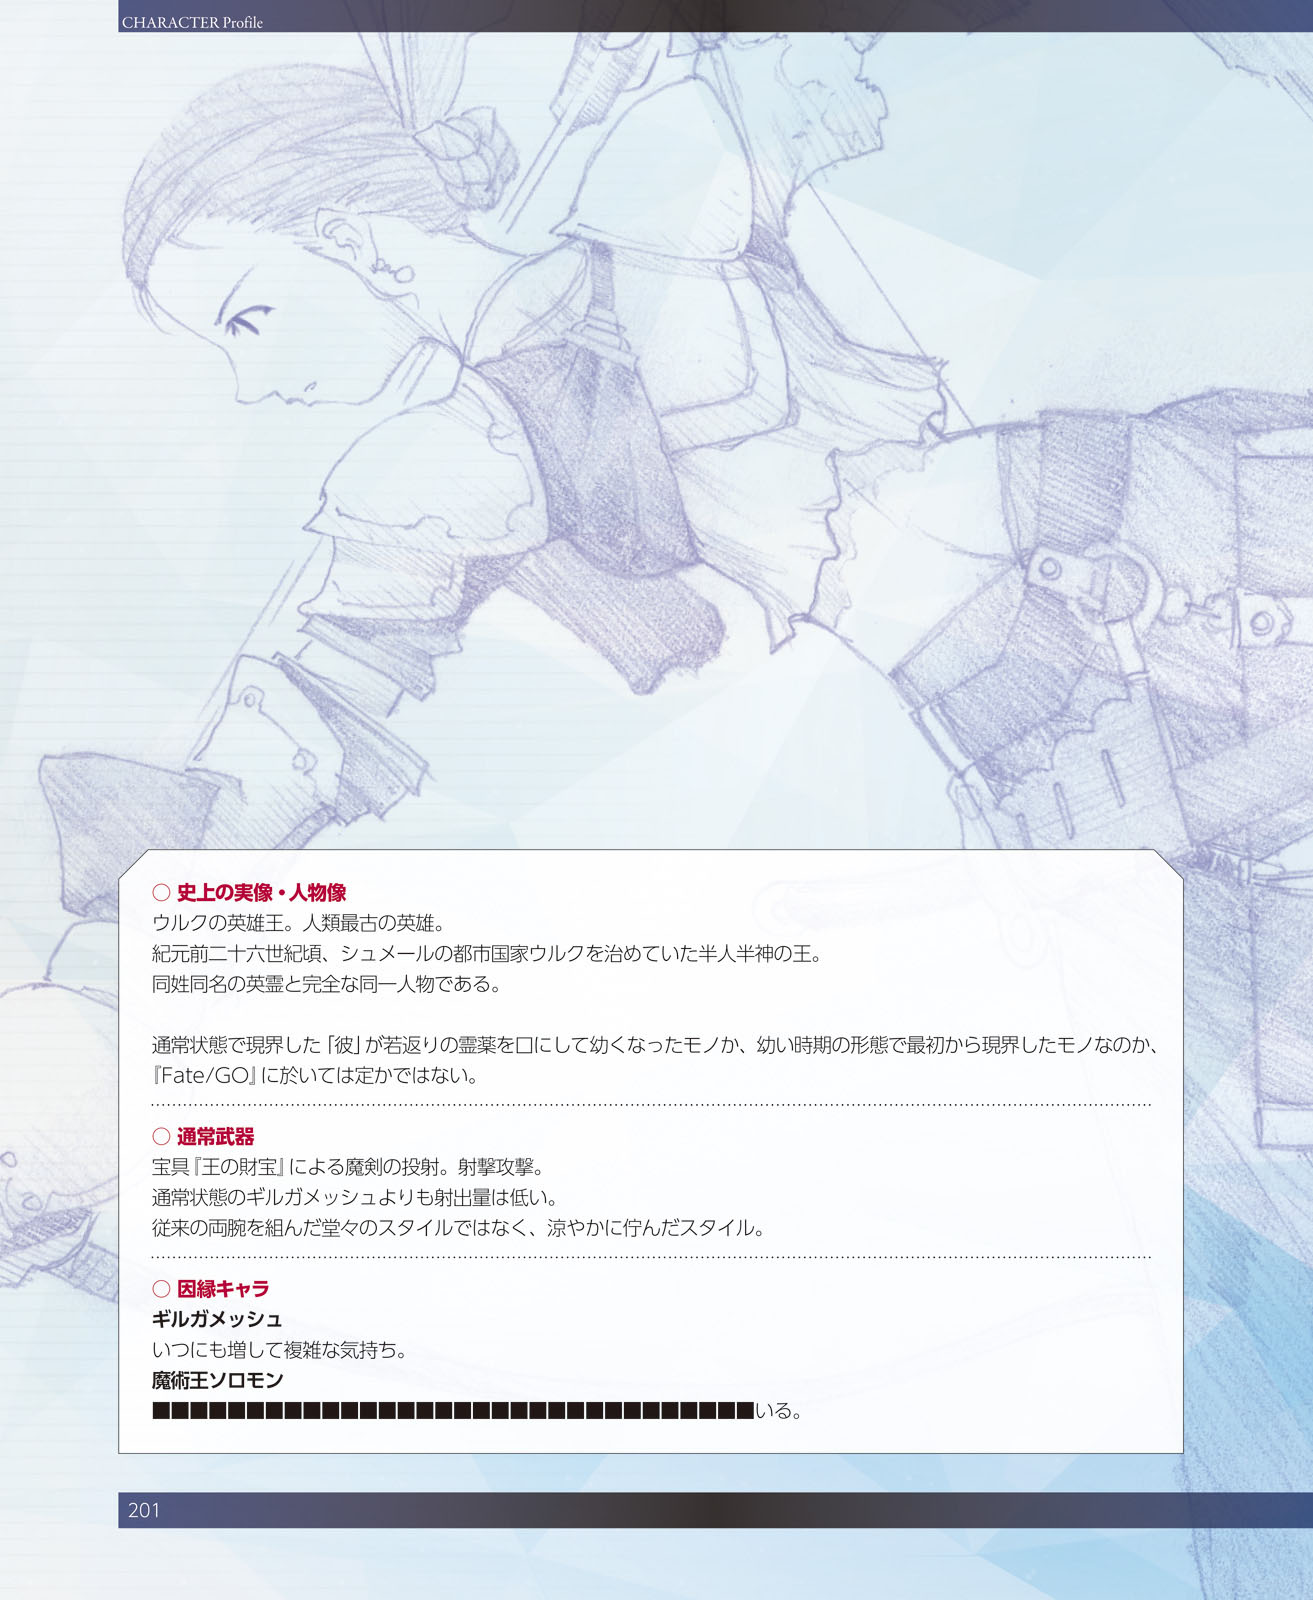 CHARACTER Profile
○ 史上の実像・人物像
ウルクの英雄王。人類最古の英雄。
紀元前二十六世紀頃、シュメールの都市国家ウルクを治めていた半人半神の王。
同姓同名の英霊と完全な同一人物である。
通常状態で現界した「彼」が若返りの霊薬を口にして幼くなったモノか、幼い時期の形態で最初から現界したモノなのか、
『Fate/GO』に於いては定かではない。
○ 通常武器
宝具『王の財宝』による魔剣の投射。射撃攻撃。
通常状態のギルガメッシュよりも射出量は低い。
従来の両腕を組んだ堂々のスタイルではなく、涼やかに佇んだスタイル。
○ 因縁キャラ
ギルガメッシュ
いつにも増して複雑な気持ち。
魔術王ソロモン
■■■■■■■■■■■■■■■■■■■■■■■■■■■■■■■■いる。
201